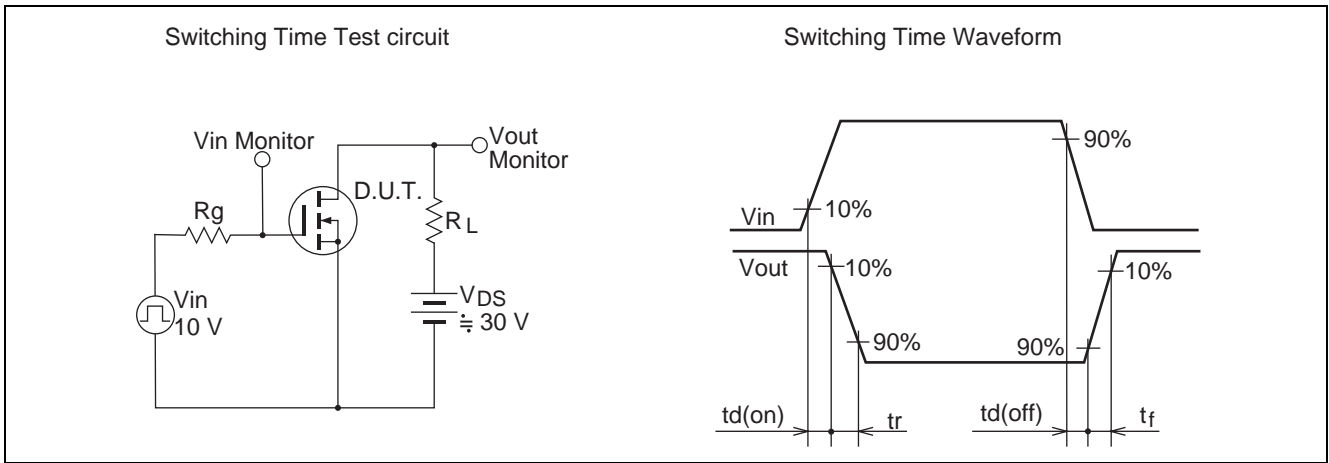 Switching Time Test circuit
Vin Monitor
Vout
Monitor
D.U.T.
Rg
RL
Vin
10 V
VDS
≒ 30 V
Switching Time Waveform
90%
Vin
10%
Vout
10%
10%
90%
90%
td(on)
tr
td(off)
tf